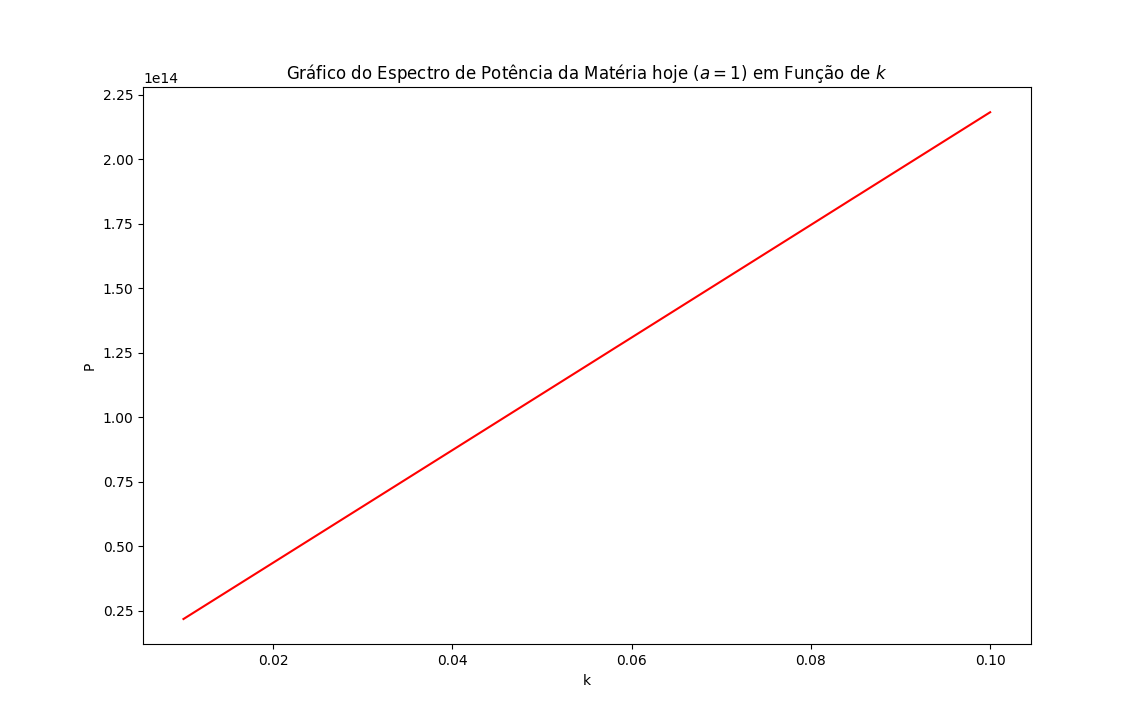 Gráfico do Espectro de Potência da Matéria hoje (a = 1) em Função de k
1e14
2.25
2.00
1.75
1.50
1.25
1.00
0.75
0.50
0.25
P
0.02 0.04 0.06 0.08 0.10
k